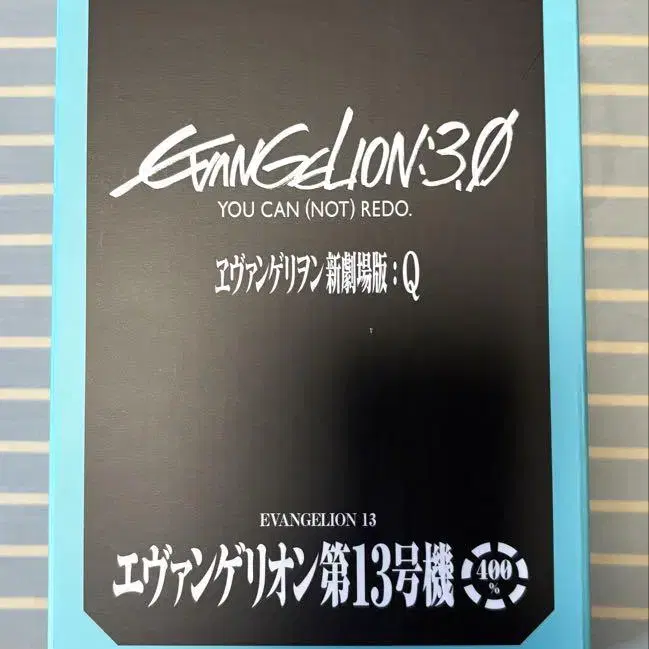 EVANGELION:3.0
YOU CAN (NOT) REDO.
ヱヴァンゲリヲン新劇場版:Q
EVANGELION 13
エヴァンゲリオン第13号機
400%